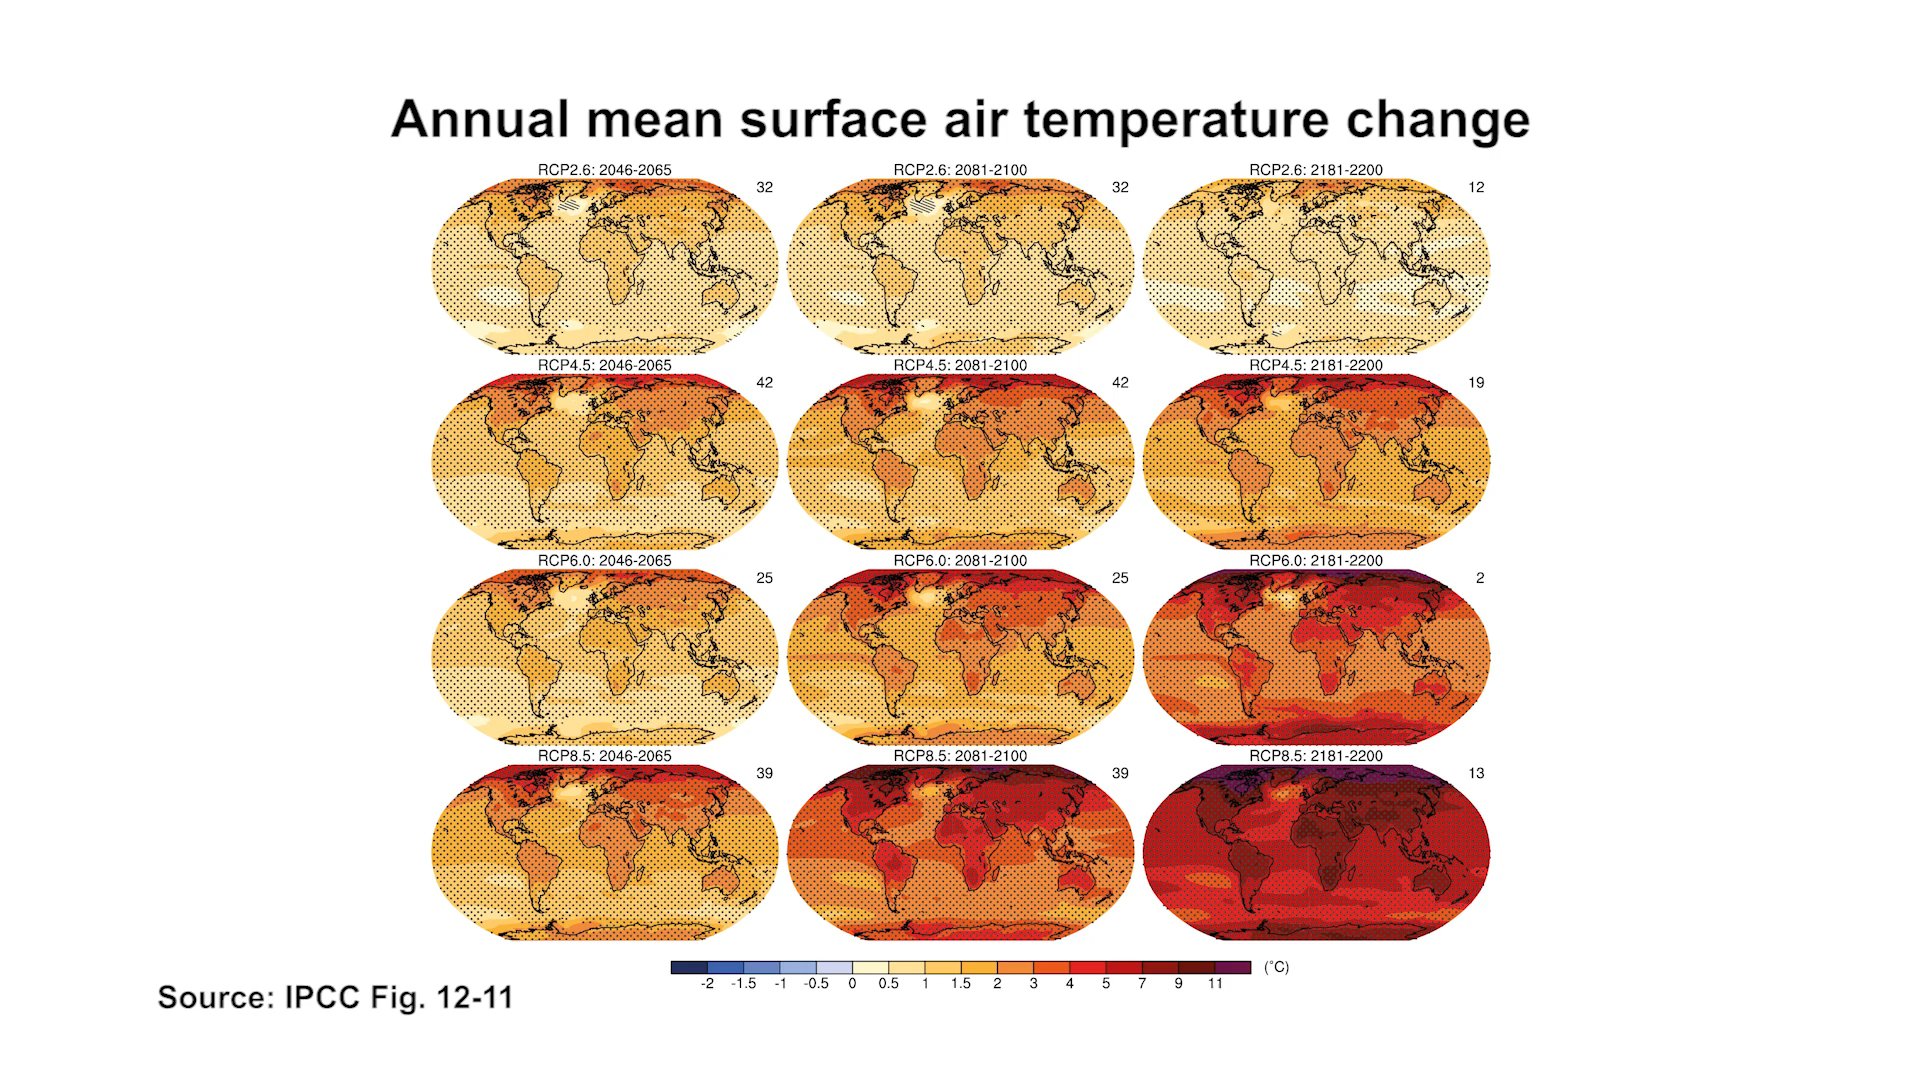 Annual mean surface air temperature change
RCP2.6: 2046-2065
32
RCP2.6: 2081-2100
32
RCP2.6: 2181-2200
12
RCP4.5: 2046-2065
42
RCP4.5: 2081-2100
42
RCP4.5: 2181-2200
19
RCP6.0: 2046-2065
25
RCP6.0: 2081-2100
25
RCP6.0: 2181-2200
2
RCP8.5: 2046-2065
39
RCP8.5: 2081-2100
39
RCP8.5: 2181-2200
13
(˚C)
-2 -1.5 -1 -0.5 0 0.5 1 1.5 2 3 4 5 7 9 11
Source: IPCC Fig. 12-11